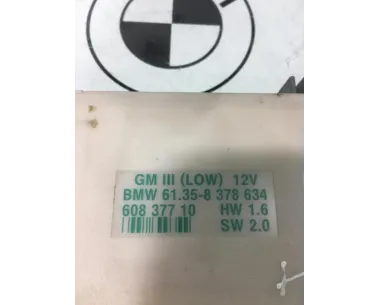 GM III (LOW) 12V
BMW 61.35-8 378 634
608 377 10 HW 1.6
SW 2.0